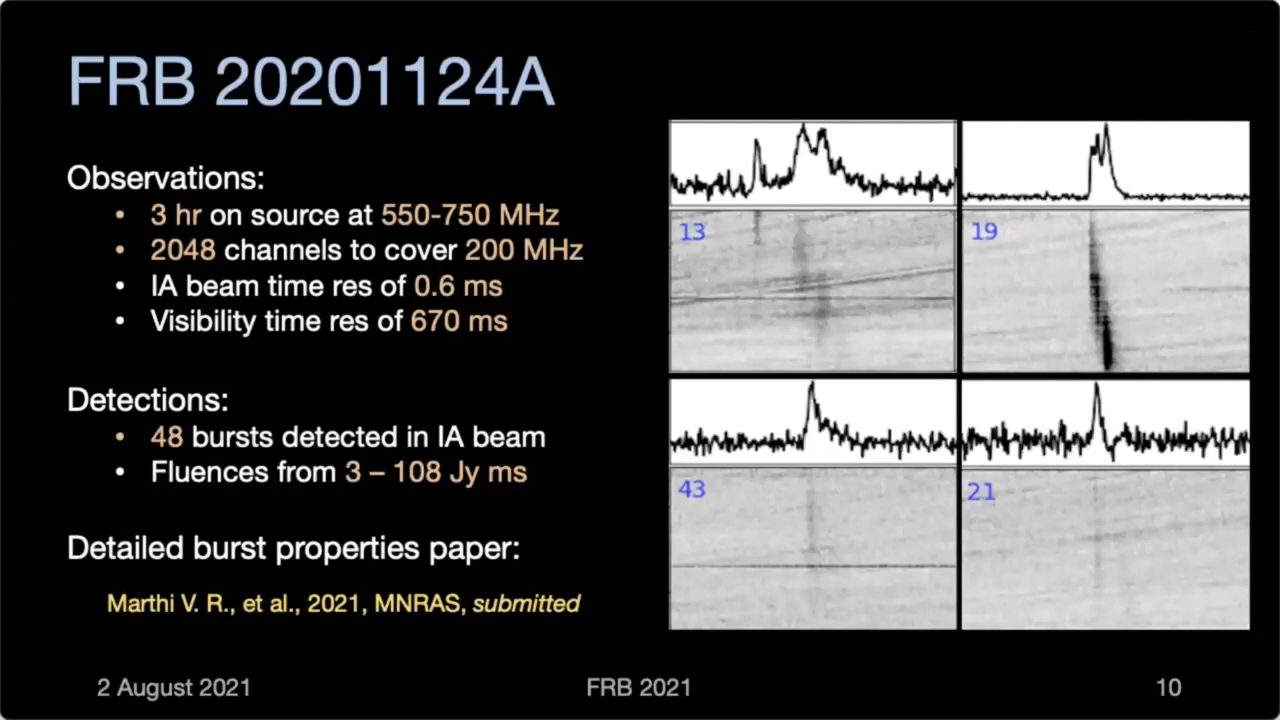 FRB 20201124A
Observations:
• 3 hr on source at 550-750 MHz
• 2048 channels to cover 200 MHz
• IA beam time res of 0.6 ms
• Visibility time res of 670 ms
Detections:
• 48 bursts detected in IA beam
• Fluences from 3 – 108 Jy ms
Detailed burst properties paper:
Marthi V. R., et al., 2021, MNRAS, submitted
13
19
43
21
2 August 2021
FRB 2021
10